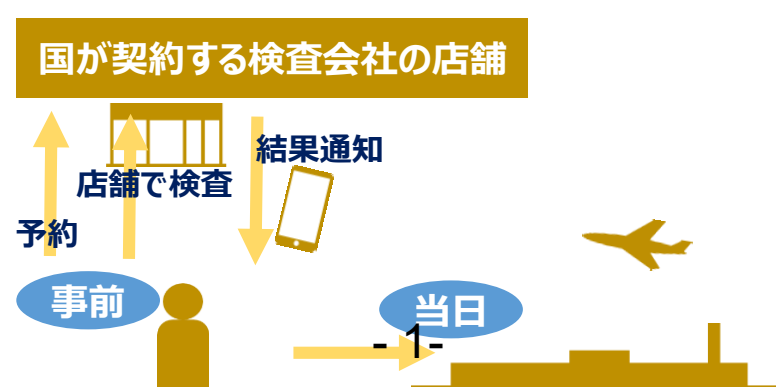 国が契約する検査会社の店舗
結果通知
店舗で検査
予約
事前
当日
- 1-